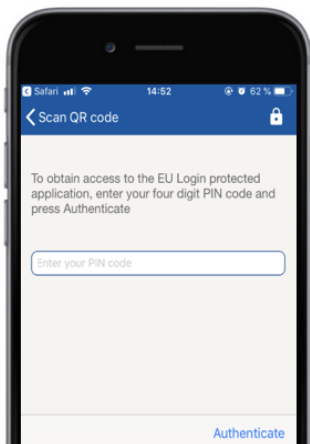 Safari 14:52 62 %
Scan QR code
To obtain access to the EU Login protected
application, enter your four digit PIN code and
press Authenticate
Enter your PIN code
Authenticate